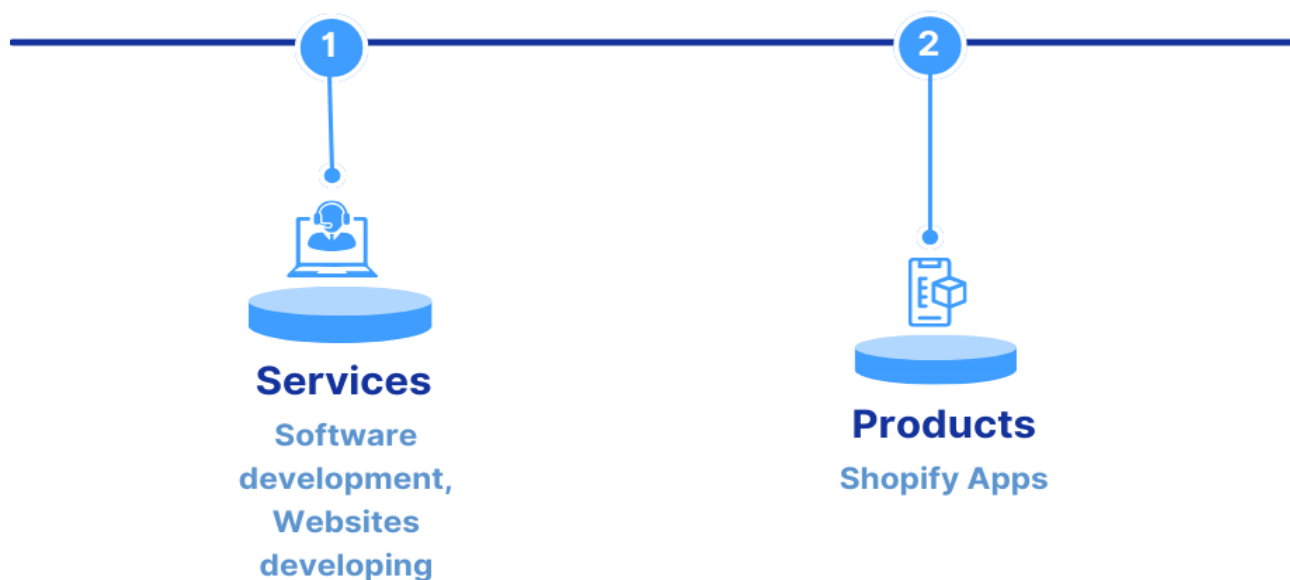 1
2
Services
Software
development,
Websites
developing
Products
Shopify Apps